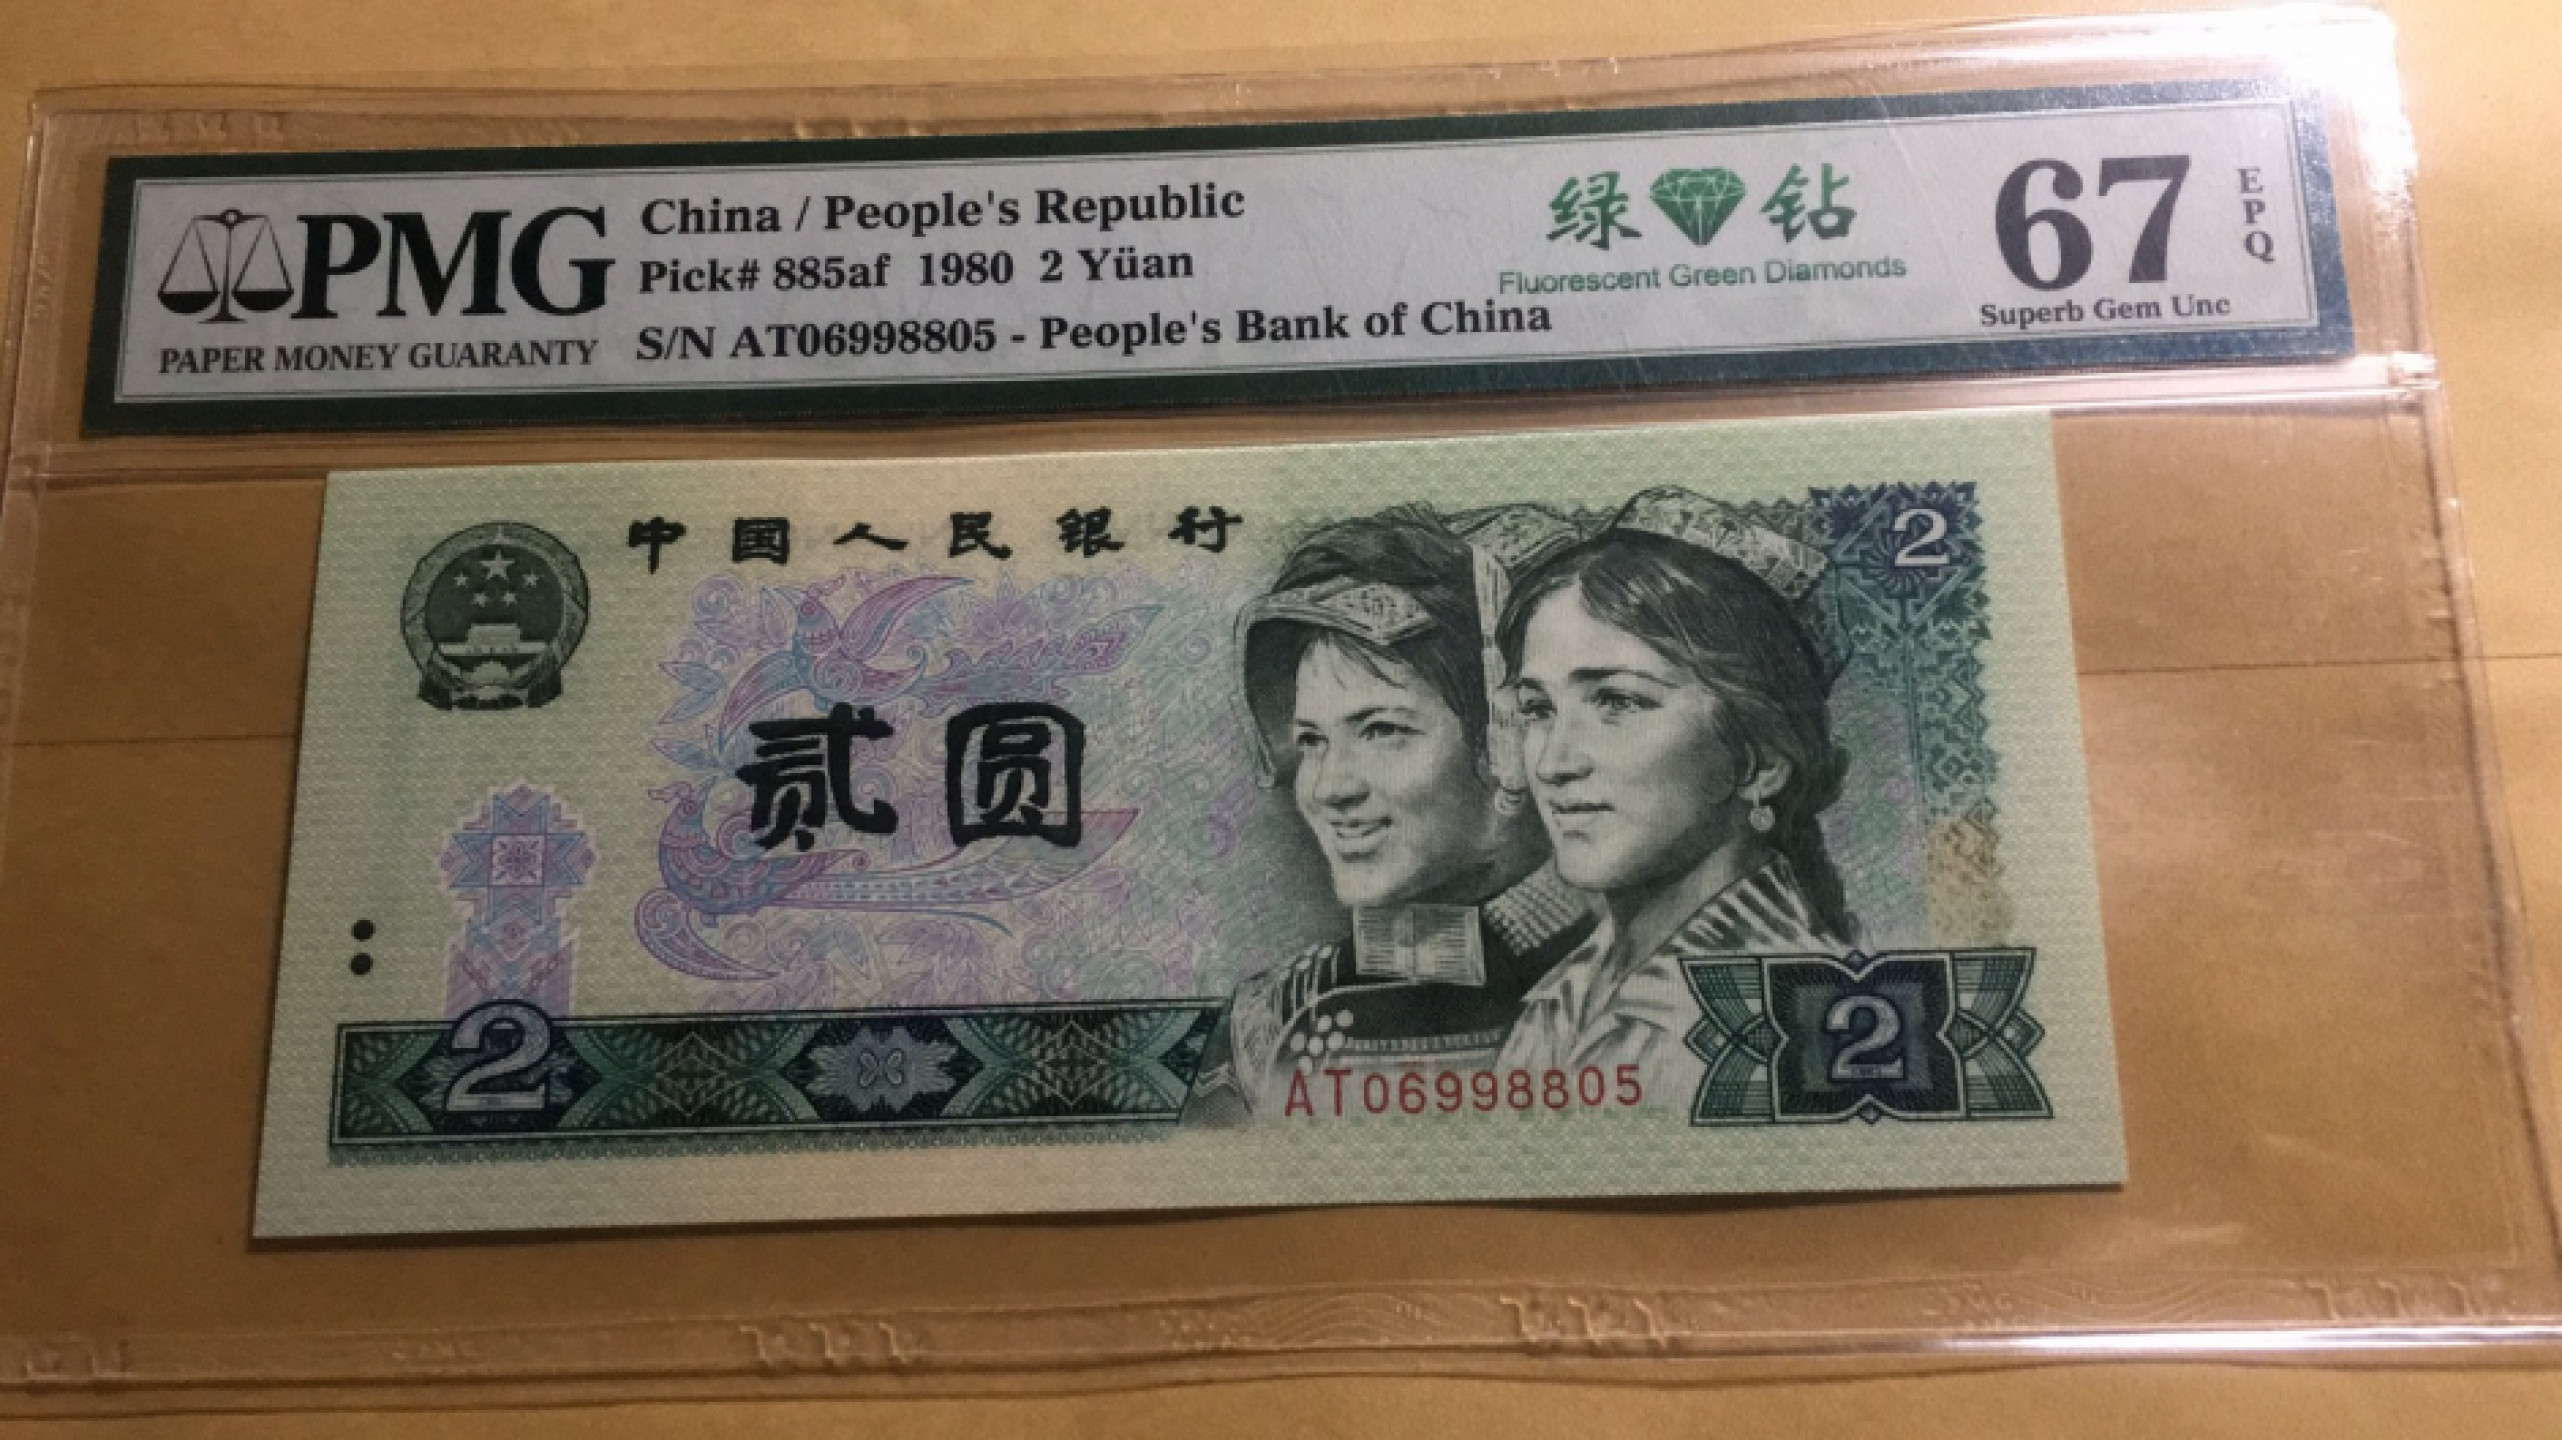 PMG
PAPER MONEY GUARANTY
China / People's Republic
Pick# 885af 1980 2 Yüan
S/N AT06998805 - People's Bank of China
绿钻
Fluorescent Green Diamonds
67
EPQ
Superb Gem Unc
中国人民银行
2
贰圆
2
AT06998805
2